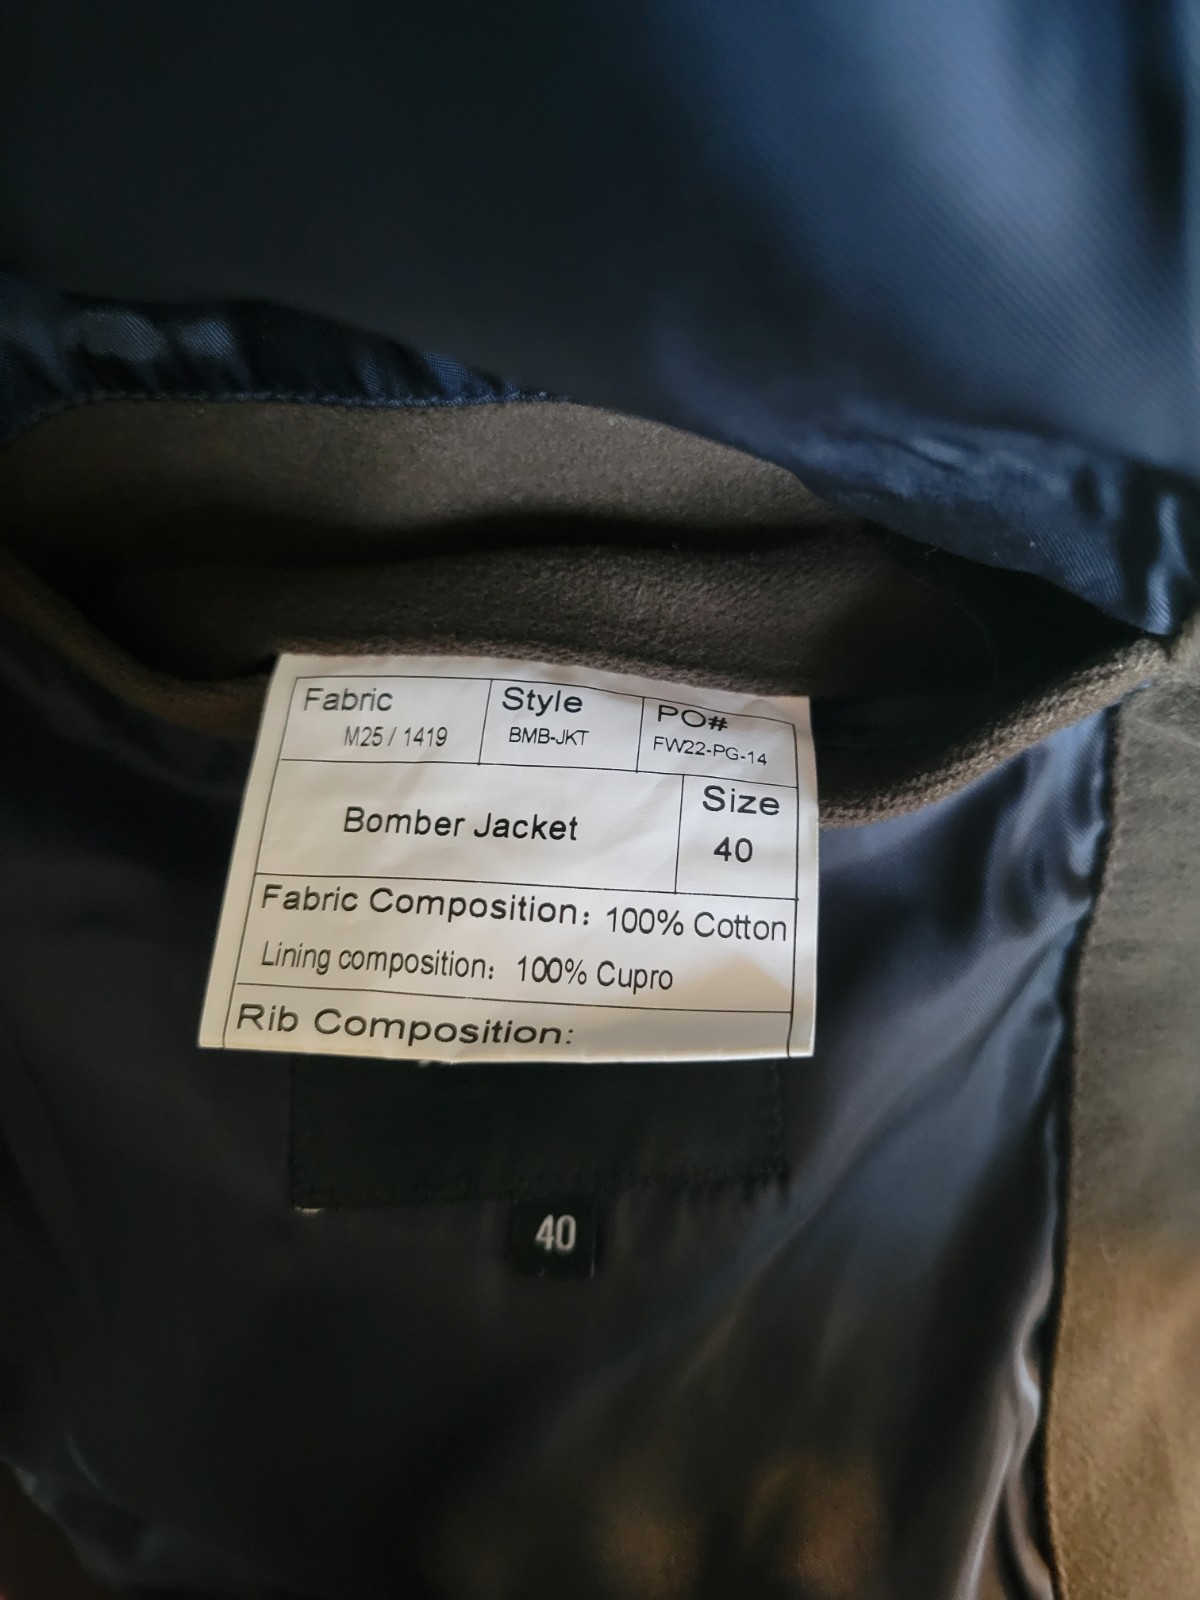 Fabric
M25 / 1419
Style
BMB-JKT
PO#
FW22-PG-14
Bomber Jacket
Size
40
Fabric Composition: 100% Cotton
Lining composition: 100% Cupro
Rib Composition:
40